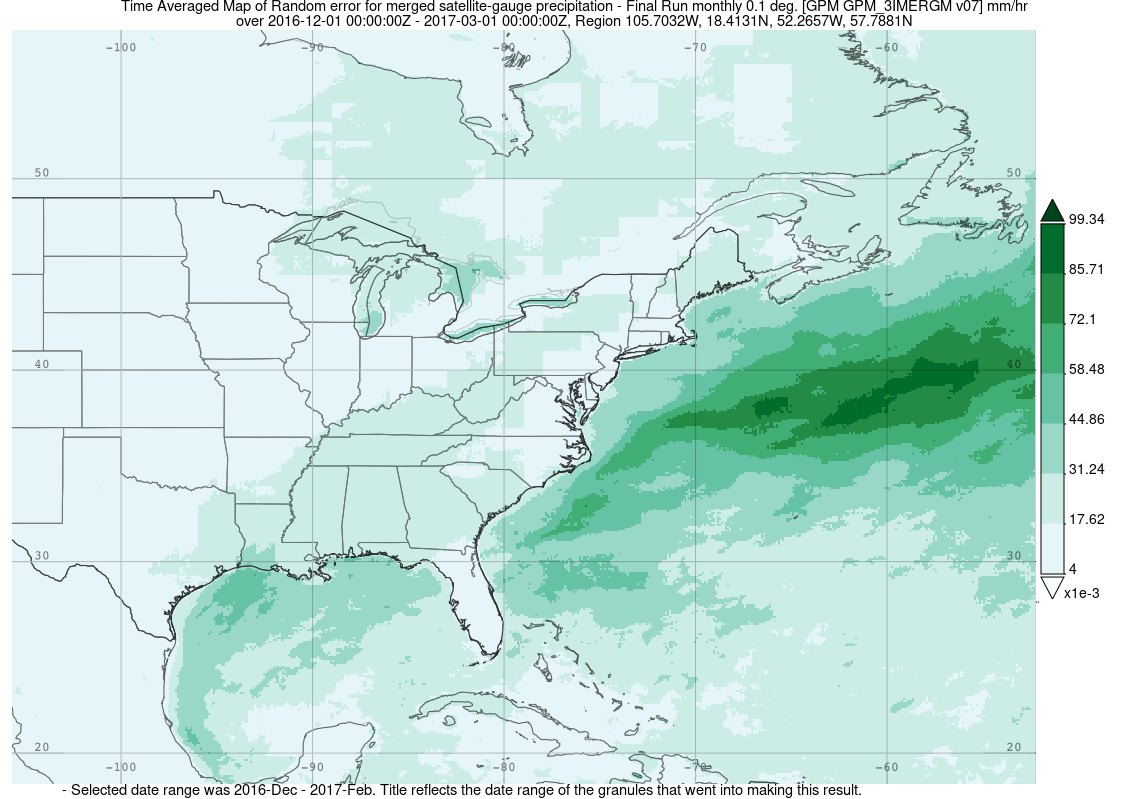 Time Averaged Map of Random error for merged satellite-gauge precipitation - Final Run monthly 0.1 deg. [GPM GPM_3IMERGM v07] mm/hr
over 2016-12-01 00:00:00Z - 2017-03-01 00:00:00Z, Region 105.7032W, 18.4131N, 52.2657W, 57.7881N
-100 -90 -80 -70 -60
50 50
40 40
30 30
20 20
-100 -90 -80 -70 -60
99.34
85.71
72.1
58.48
44.86
31.24
17.62
4
x1e-3
- Selected date range was 2016-Dec - 2017-Feb. Title reflects the date range of the granules that went into making this result.